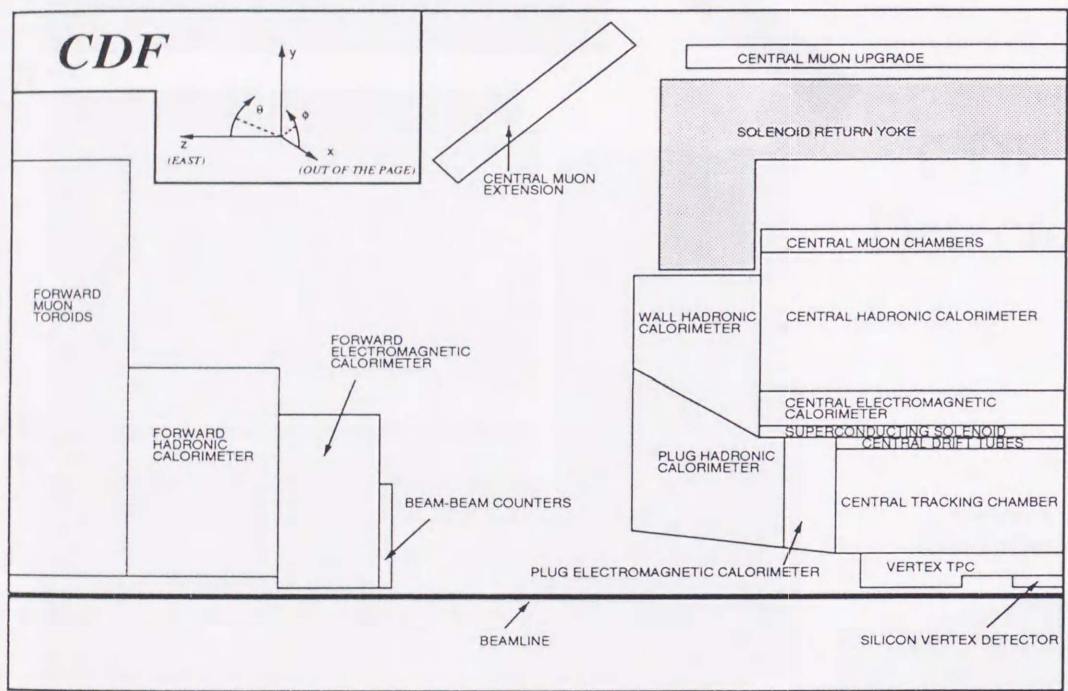 CDF
y
θ
φ
z
x
(EAST)
(OUT OF THE PAGE)
CENTRAL MUON
EXTENSION
CENTRAL MUON UPGRADE
SOLENOID RETURN YOKE
CENTRAL MUON CHAMBERS
FORWARD
MUON
TOROIDS
WALL HADRONIC
CALORIMETER
CENTRAL HADRONIC CALORIMETER
FORWARD
ELECTROMAGNETIC
CALORIMETER
CENTRAL ELECTROMAGNETIC
CALORIMETER
SUPERCONDUCTING SOLENOID
CENTRAL DRIFT TUBES
FORWARD
HADRONIC
CALORIMETER
PLUG HADRONIC
CALORIMETER
CENTRAL TRACKING CHAMBER
BEAM-BEAM COUNTERS
PLUG ELECTROMAGNETIC CALORIMETER
VERTEX TPC
BEAMLINE
SILICON VERTEX DETECTOR